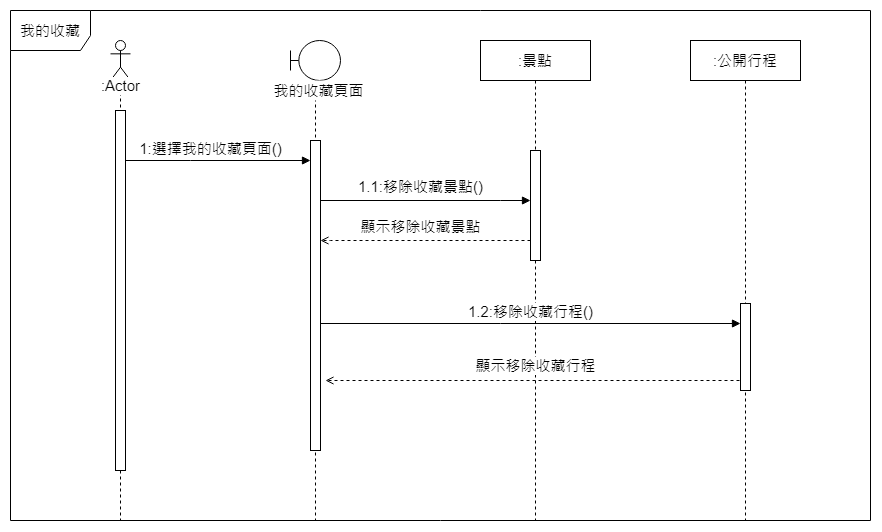 我的收藏
:Actor
我的收藏頁面
:景點
:公開行程
1:選擇我的收藏頁面()
1.1:移除收藏景點()
顯示移除收藏景點
1.2:移除收藏行程()
顯示移除收藏行程